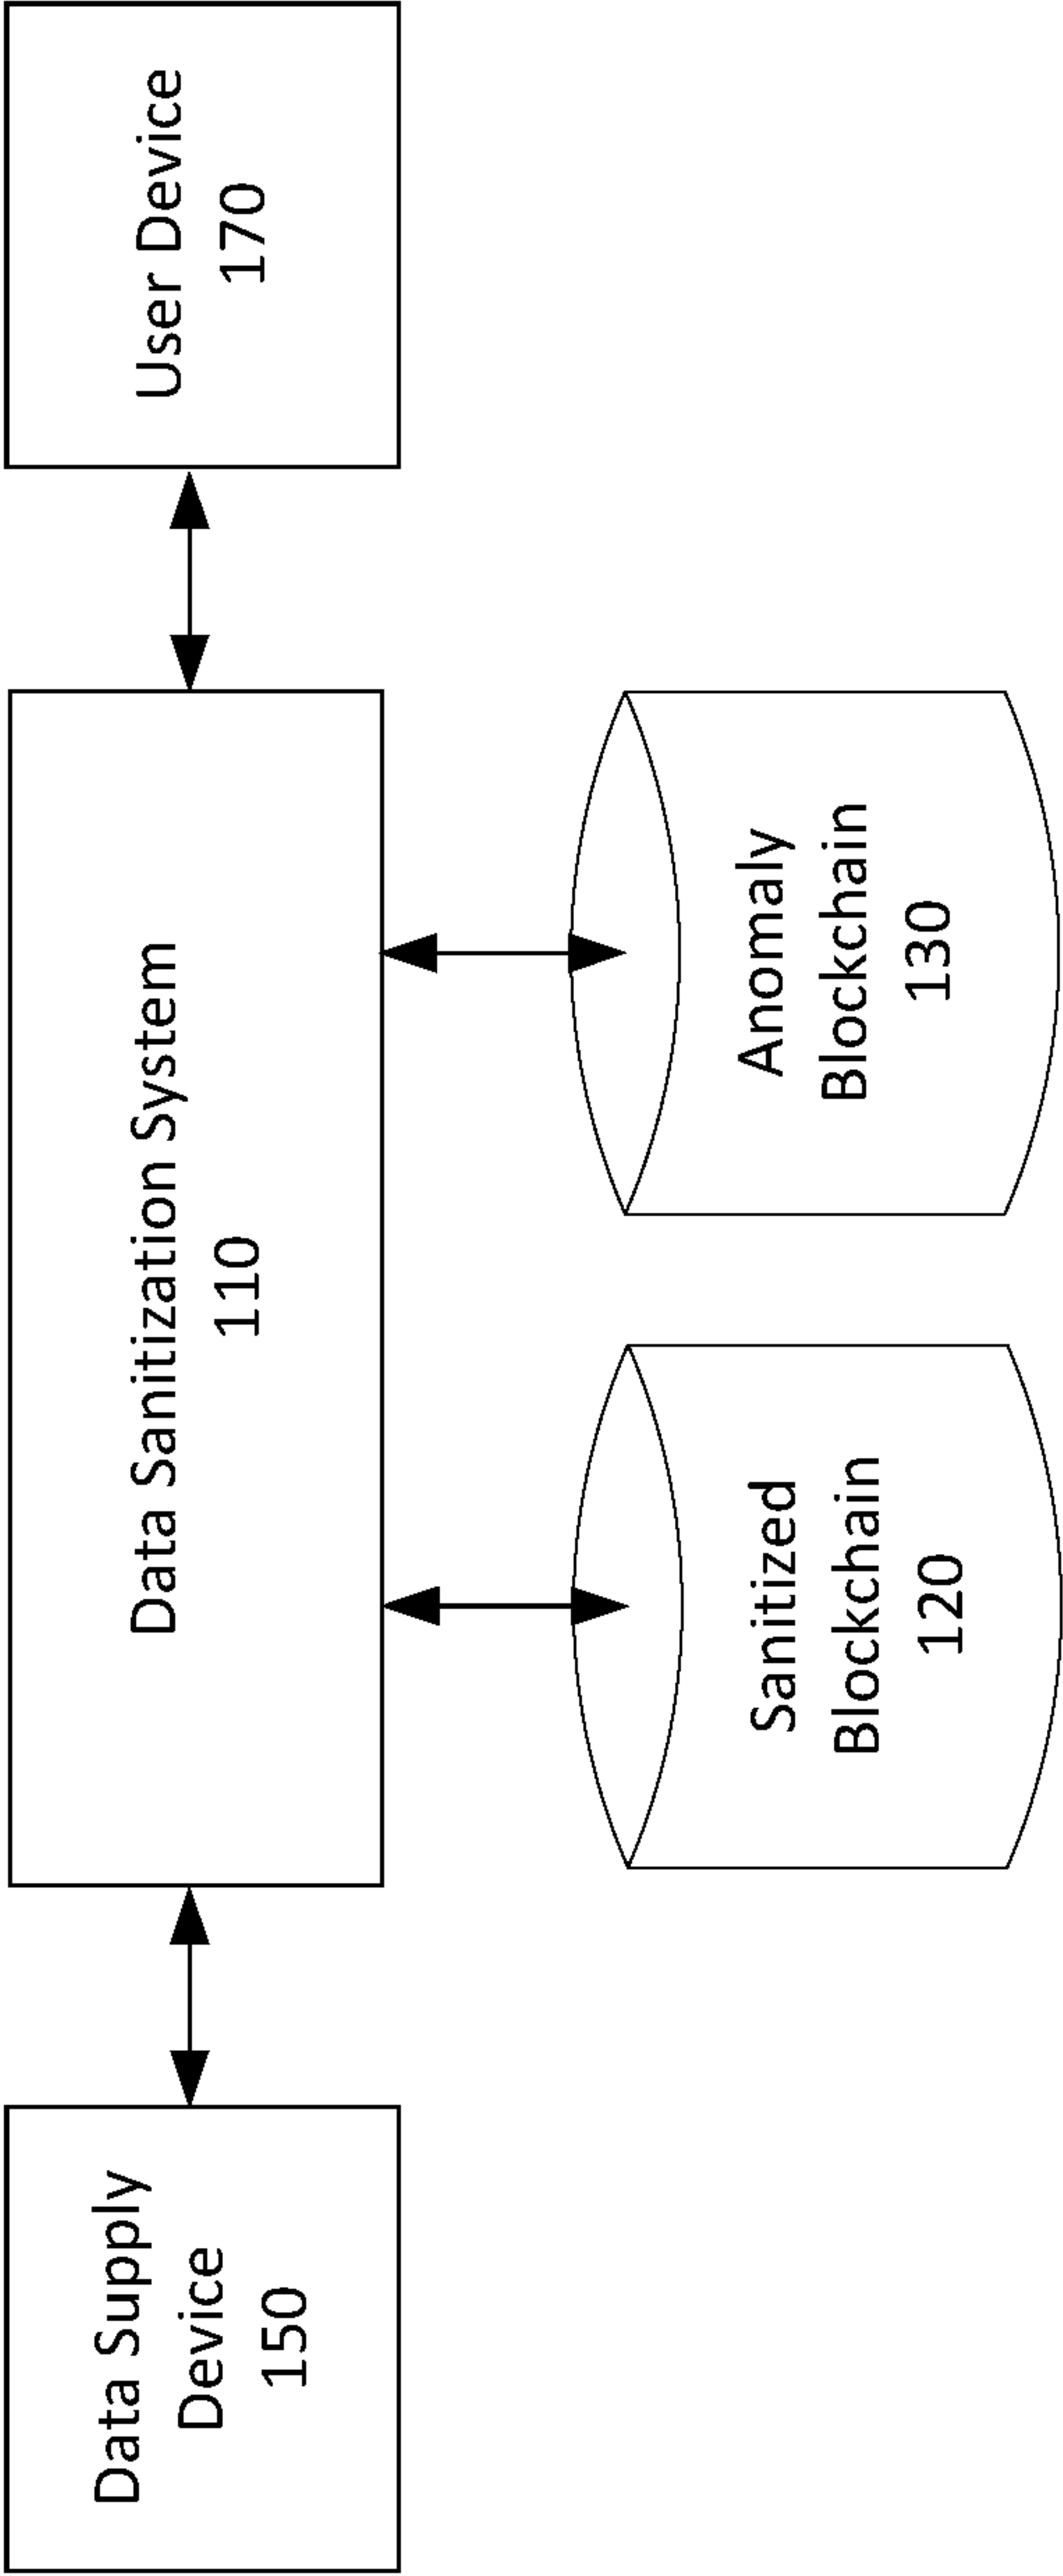 Data Supply
Device
150
Data Sanitization System
110
User Device
170
Sanitized
Blockchain
120
Anomaly
Blockchain
130